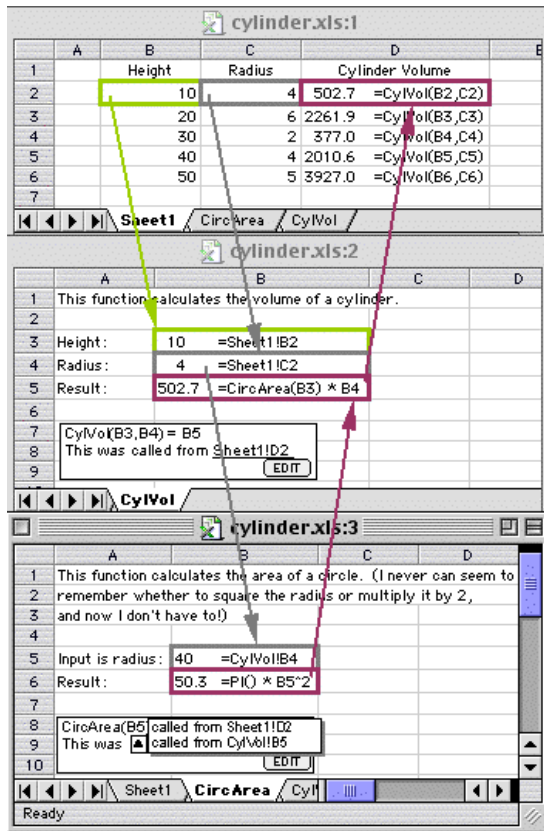 cylinder.xls:1
A B C D E
1 Height Radius Cylinder Volume
2 10 4 502.7 =CylVol(B2,C2)
3 20 6 2261.9 =CylVol(B3,C3)
4 30 2 377.0 =CylVol(B4,C4)
5 40 4 2010.6 =CylVol(B5,C5)
6 50 5 3927.0 =CylVol(B6,C6)
7
Sheet1 CircArea CylVol
cylinder.xls:2
A B C D
1 This function calculates the volume of a cylinder.
2
3 Height: 10 =Sheet1!B2
4 Radius: 4 =Sheet1!C2
5 Result: 502.7 =CircArea(B3) * B4
6
7 CylVol(B3,B4) = B5
8 This was called from Sheet1!D2
9 EDIT
CylVol
cylinder.xls:3
A B C D
1 This function calculates the area of a circle. (I never can seem to
2 remember whether to square the radius or multiply it by 2,
3 and now I don't have to!)
4
5 Input is radius: 40 =CylVol!B4
6 Result: 50.3 =PI() * B5^2
7
8 CircArea(B5) called from Sheet1!D2
9 This was called from CylVol!B5
10 EDIT
Sheet1 CircArea Cyl
Ready